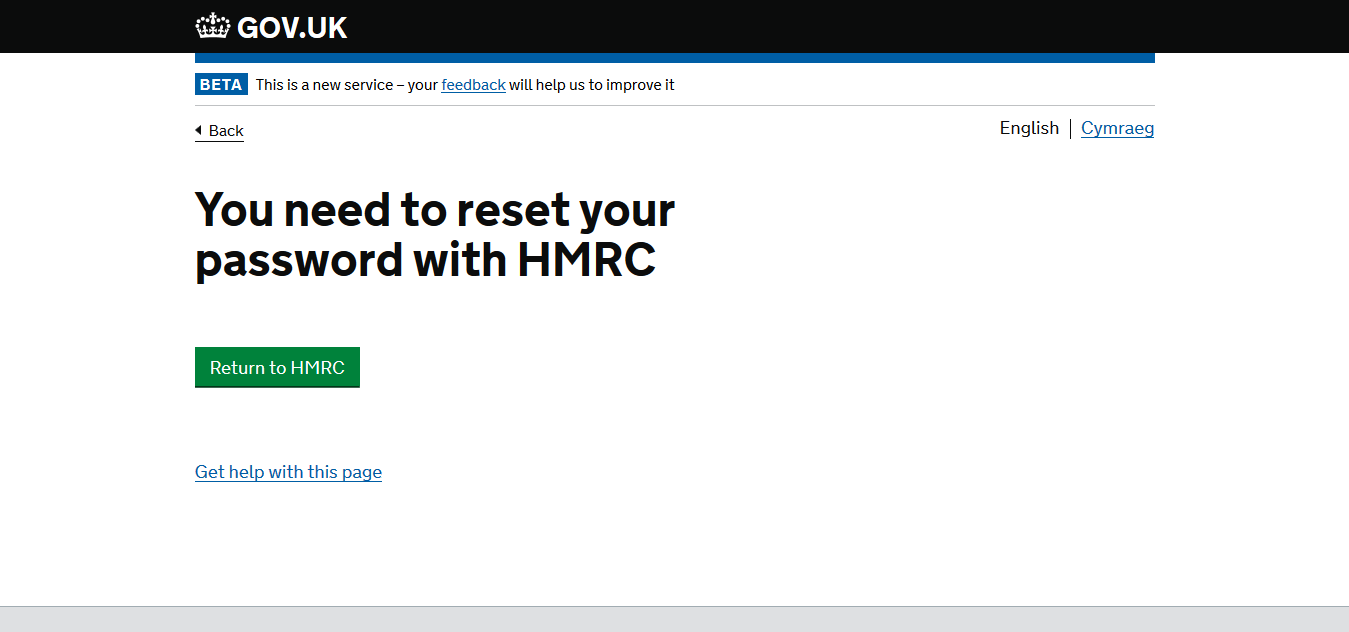 GOV.UK
BETA This is a new service – your feedback will help us to improve it
Back
English Cymraeg
You need to reset your
password with HMRC
Return to HMRC
Get help with this page